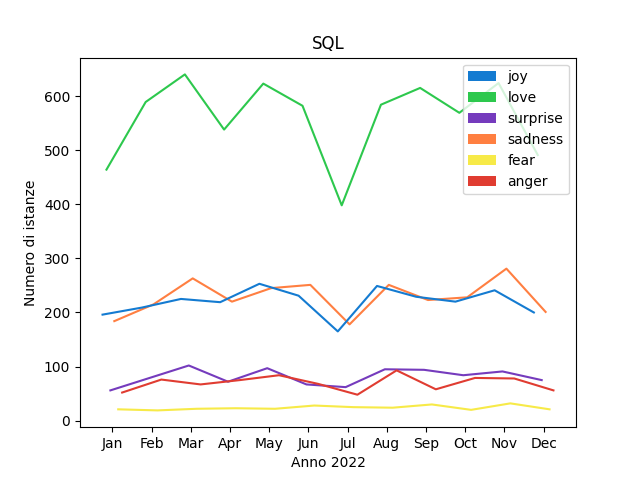 SQL
joy
love
surprise
sadness
fear
anger
Numero di istanze
600
500
400
300
200
100
0
Jan Feb Mar Apr May Jun Jul Aug Sep Oct Nov Dec
Anno 2022